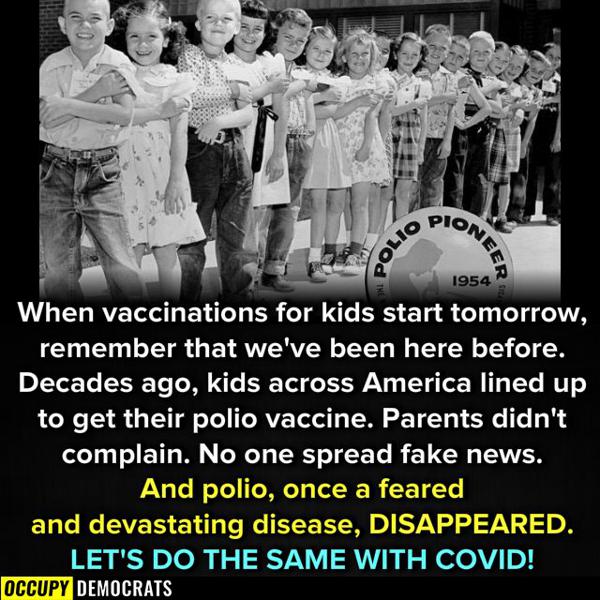 POLIO PIONEER
1954
When vaccinations for kids start tomorrow,
remember that we've been here before.
Decades ago, kids across America lined up
to get their polio vaccine. Parents didn't
complain. No one spread fake news.
And polio, once a feared
and devastating disease, DISAPPEARED.
LET'S DO THE SAME WITH COVID!
OCCUPY DEMOCRATS